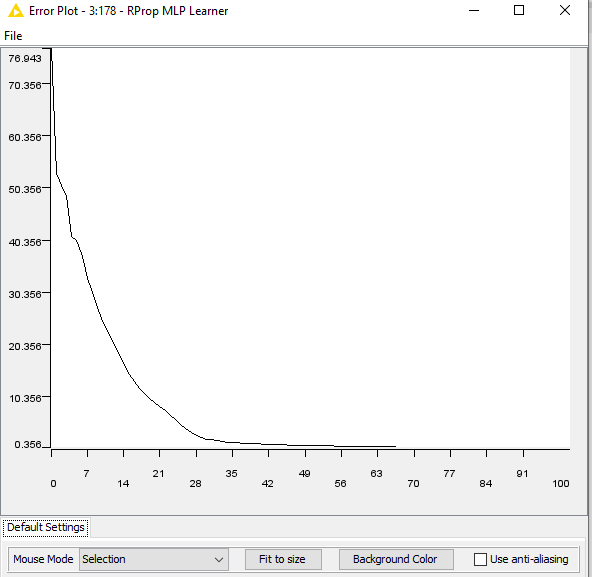 Error Plot - 3:178 - RProp MLP Learner
File
76.943
70.356
60.356
50.356
40.356
30.356
20.356
10.356
0.356
7 21 35 49 63 77 91
0 14 28 42 56 70 84 100
Default Settings
Mouse Mode Selection Fit to size Background Color Use anti-aliasing